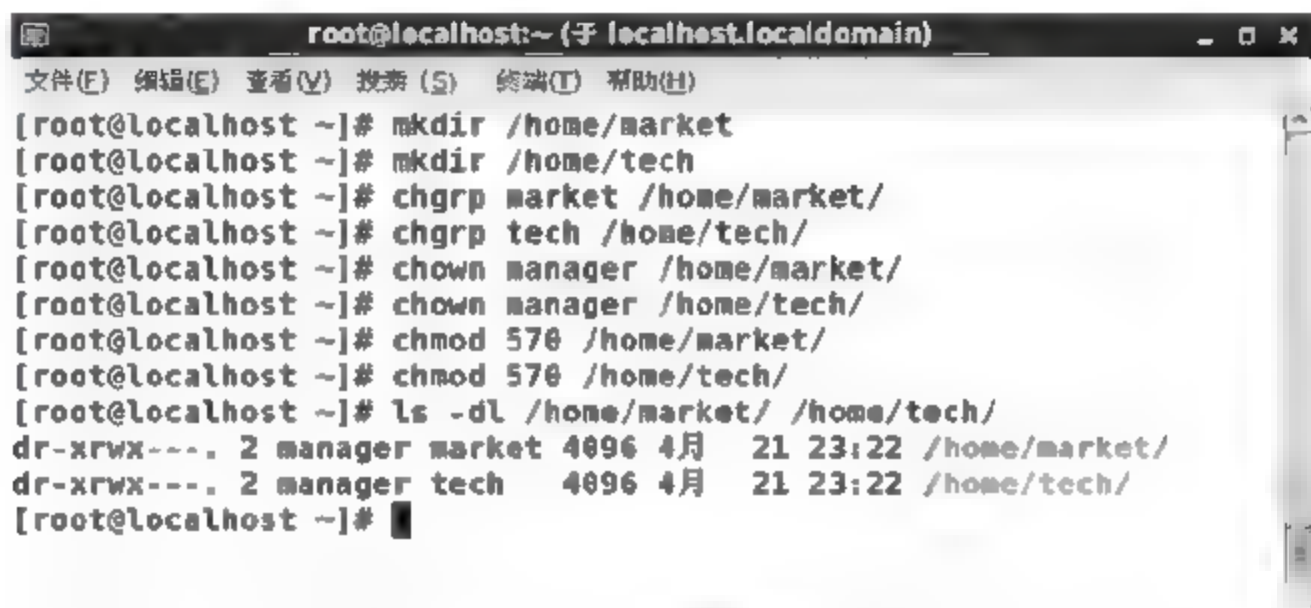 root@localhost:~ (于 localhost.localdomain)
文件(F) 编辑(E) 查看(V) 搜索 (S) 终端(T) 帮助(H)
[root@localhost ~]# mkdir /home/market
[root@localhost ~]# mkdir /home/tech
[root@localhost ~]# chgrp market /home/market/
[root@localhost ~]# chgrp tech /home/tech/
[root@localhost ~]# chown manager /home/market/
[root@localhost ~]# chown manager /home/tech/
[root@localhost ~]# chmod 570 /home/market/
[root@localhost ~]# chmod 570 /home/tech/
[root@localhost ~]# ls -dl /home/market/ /home/tech/
dr-xrwx---. 2 manager market 4096 4月 21 23:22 /home/market/
dr-xrwx---. 2 manager tech 4096 4月 21 23:22 /home/tech/
[root@localhost ~]#